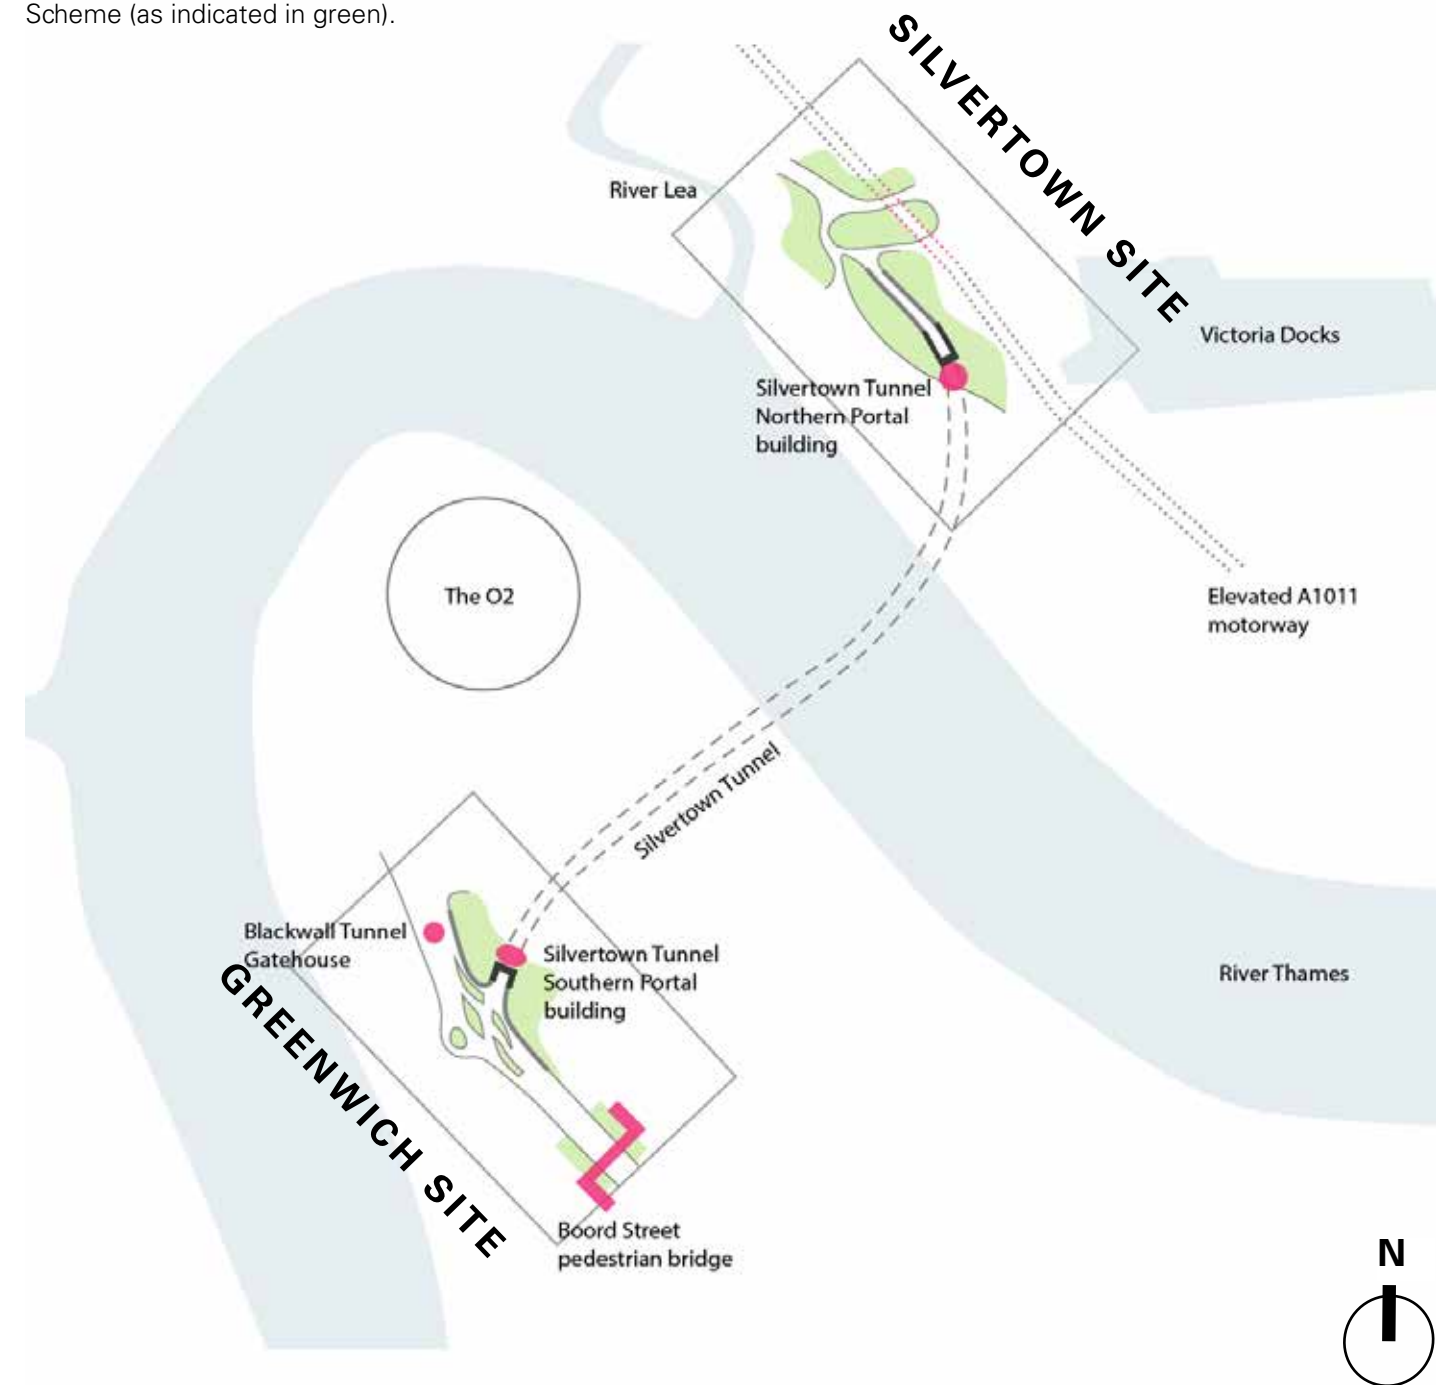 Scheme (as indicated in green).
SILVERTOWN SITE
River Lea
Victoria Docks
Silvertown Tunnel
Northern Portal
building
The O2
Elevated A1011
motorway
Silvertown Tunnel
Blackwall Tunnel
Gatehouse
Silvertown Tunnel
Southern Portal
building
River Thames
GREENWICH SITE
Boord Street
pedestrian bridge
N